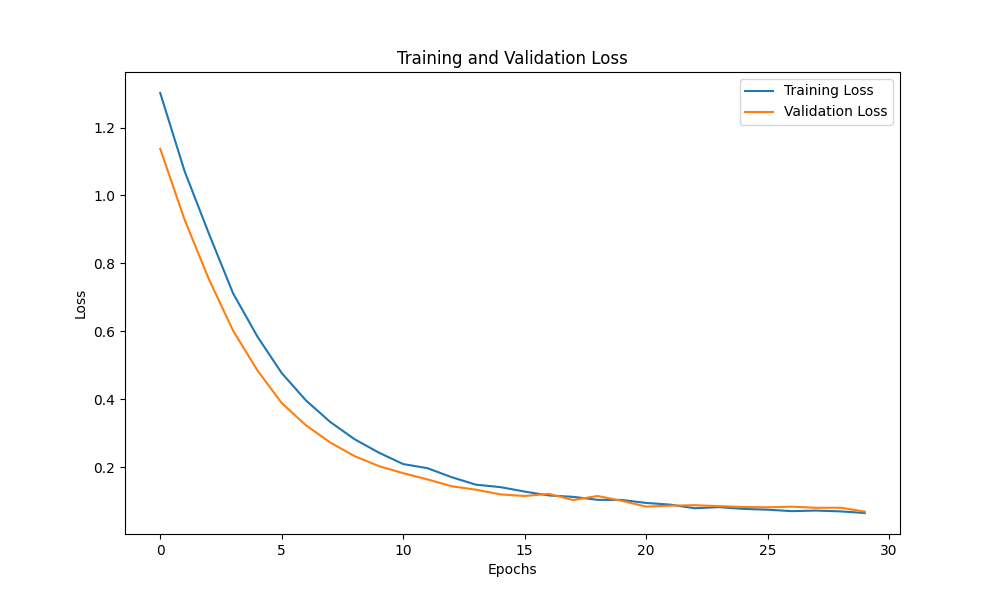 Training and Validation Loss
Training Loss
Validation Loss
1.2
1.0
0.8
0.6
0.4
0.2
Loss
0 5 10 15 20 25 30
Epochs